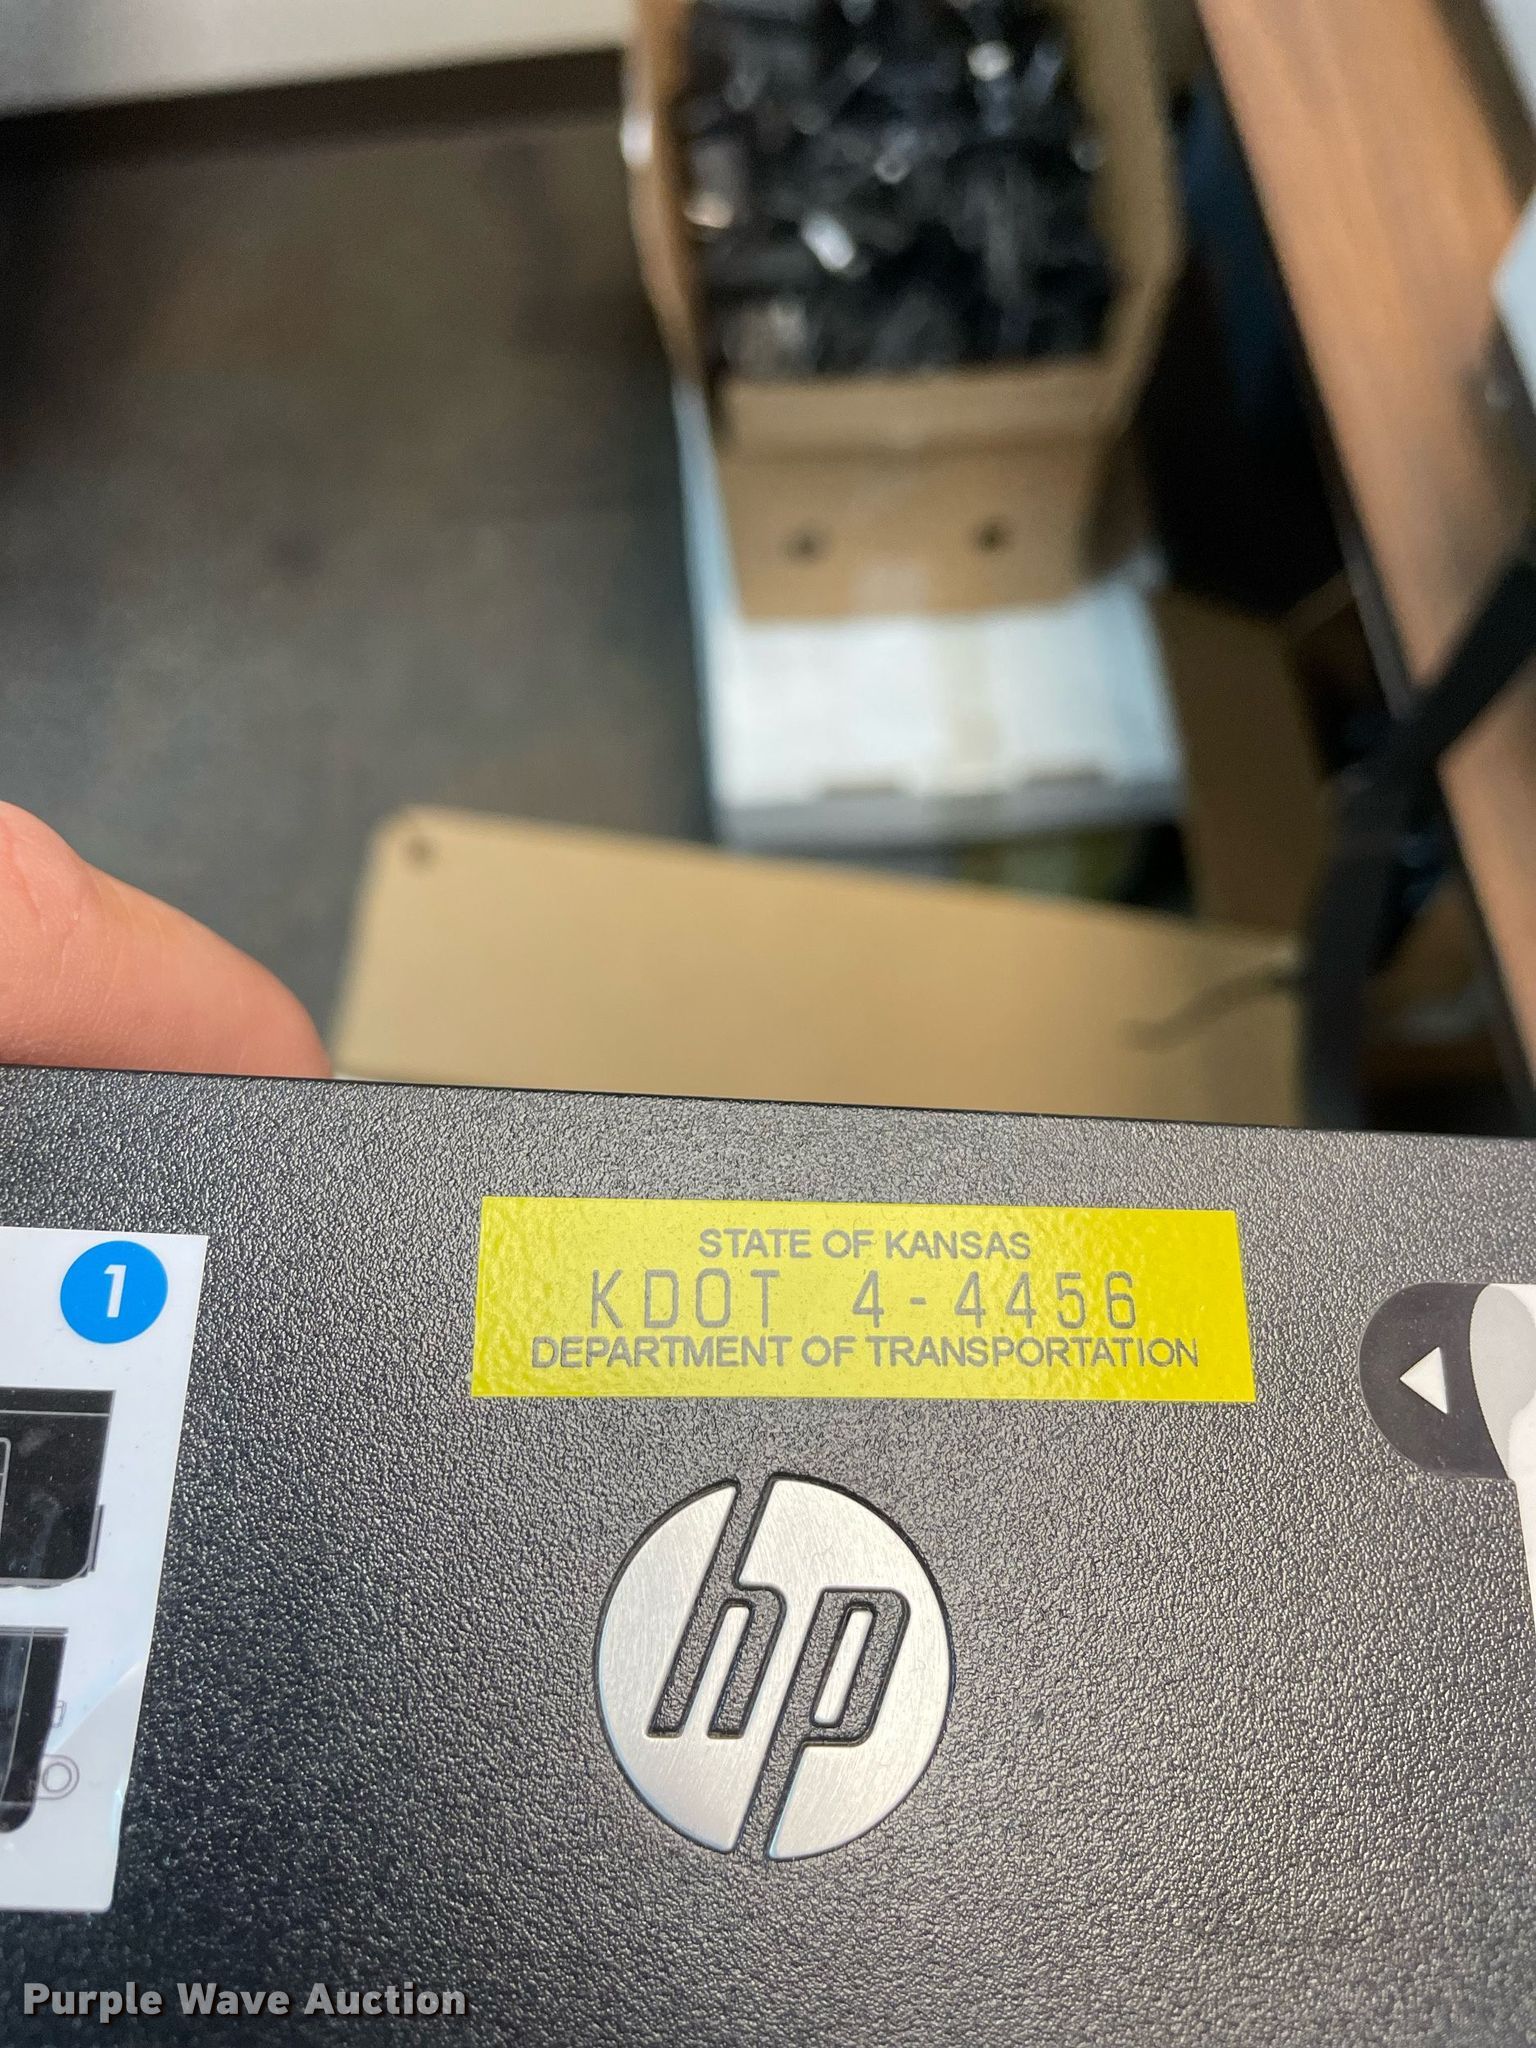 1
STATE OF KANSAS
KDOT 4-4456
DEPARTMENT OF TRANSPORTATION
hp
Purple Wave Auction